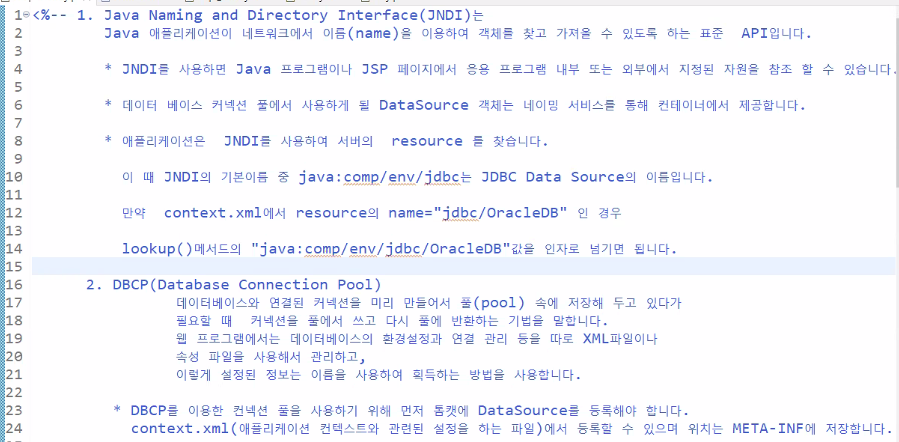 <%-- 1. Java Naming and Directory Interface(JNDI)는
Java 애플리케이션이 네트워크에서 이름(name)을 이용하여 객체를 찾고 가져올 수 있도록 하는 표준 API입니다.
* JNDI를 사용하면 Java 프로그램이나 JSP 페이지에서 응용 프로그램 내부 또는 외부에서 지정된 자원을 참조 할 수 있습니다.
* 데이터 베이스 커넥션 풀에서 사용하게 될 DataSource 객체는 네이밍 서비스를 통해 컨테이너에서 제공합니다.
* 애플리케이션은 JNDI를 사용하여 서버의 resource 를 찾습니다.
이 때 JNDI의 기본이름 중 java:comp/env/jdbc는 JDBC Data Source의 이름입니다.
만약 context.xml에서 resource의 name="jdbc/OracleDB" 인 경우
lookup()메서드의 "java:comp/env/jdbc/OracleDB"값을 인자로 넘기면 됩니다.
2. DBCP(Database Connection Pool)
데이터베이스와 연결된 커넥션을 미리 만들어서 풀(pool) 속에 저장해 두고 있다가
필요할 때 커넥션을 풀에서 쓰고 다시 풀에 반환하는 기법을 말합니다.
웹 프로그램에서는 데이터베이스의 환경설정과 연결 관리 등을 따로 XML파일이나
속성 파일을 사용해서 관리하고,
이렇게 설정된 정보는 이름을 사용하여 획득하는 방법을 사용합니다.
* DBCP를 이용한 컨넥션 풀을 사용하기 위해 먼저 톰캣에 DataSource를 등록해야 합니다.
context.xml(애플리케이션 컨텍스트와 관련된 설정을 하는 파일)에서 등록할 수 있으며 위치는 META-INF에 저장합니다.